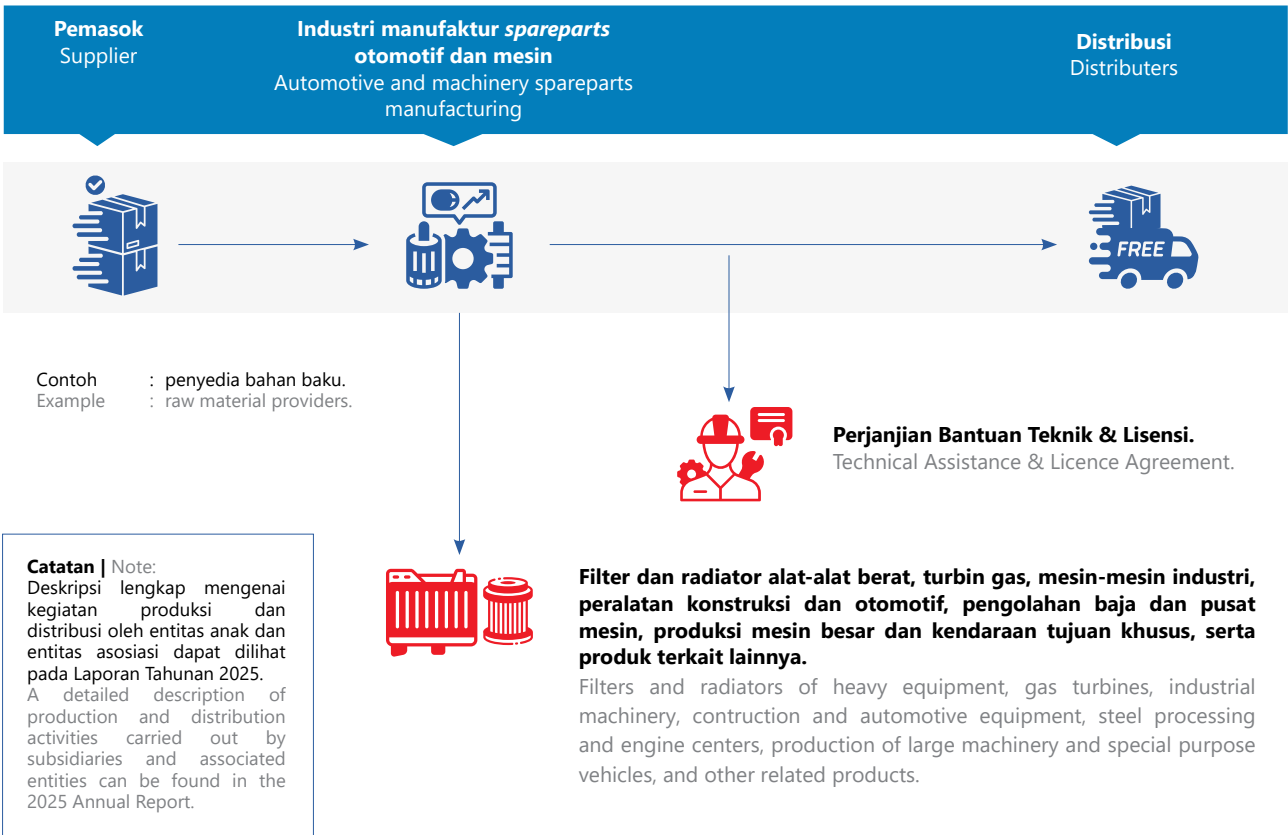 Pemasok
Supplier
Industri manufaktur spareparts
otomotif dan mesin
Automotive and machinery spareparts
manufacturing
Distribusi
Distributers
FREE
Contoh : penyedia bahan baku.
Example : raw material providers.
Perjanjian Bantuan Teknik & Lisensi.
Technical Assistance & Licence Agreement.
Catatan | Note:
Deskripsi lengkap mengenai
kegiatan produksi dan
distribusi oleh entitas anak dan
entitas asosiasi dapat dilihat
pada Laporan Tahunan 2025.
A detailed description of
production and distribution
activities carried out by
subsidiaries and associated
entities can be found in the
2025 Annual Report.
Filter dan radiator alat-alat berat, turbin gas, mesin-mesin industri,
peralatan konstruksi dan otomotif, pengolahan baja dan pusat
mesin, produksi mesin besar dan kendaraan tujuan khusus, serta
produk terkait lainnya.
Filters and radiators of heavy equipment, gas turbines, industrial
machinery, contruction and automotive equipment, steel processing
and engine centers, production of large machinery and special purpose
vehicles, and other related products.